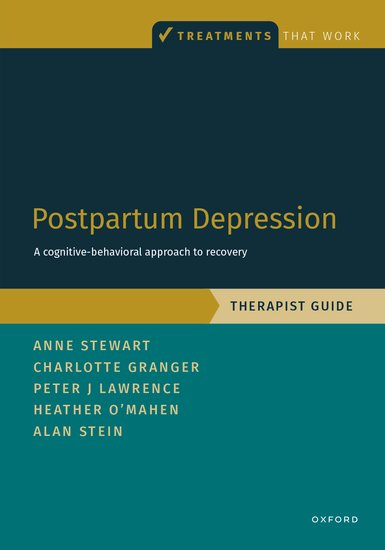 ✓ TREATMENTS THAT WORK
Postpartum Depression
A cognitive-behavioral approach to recovery
THERAPIST GUIDE
ANNE STEWART
CHARLOTTE GRANGER
PETER J LAWRENCE
HEATHER O’MAHEN
ALAN STEIN
OXFORD